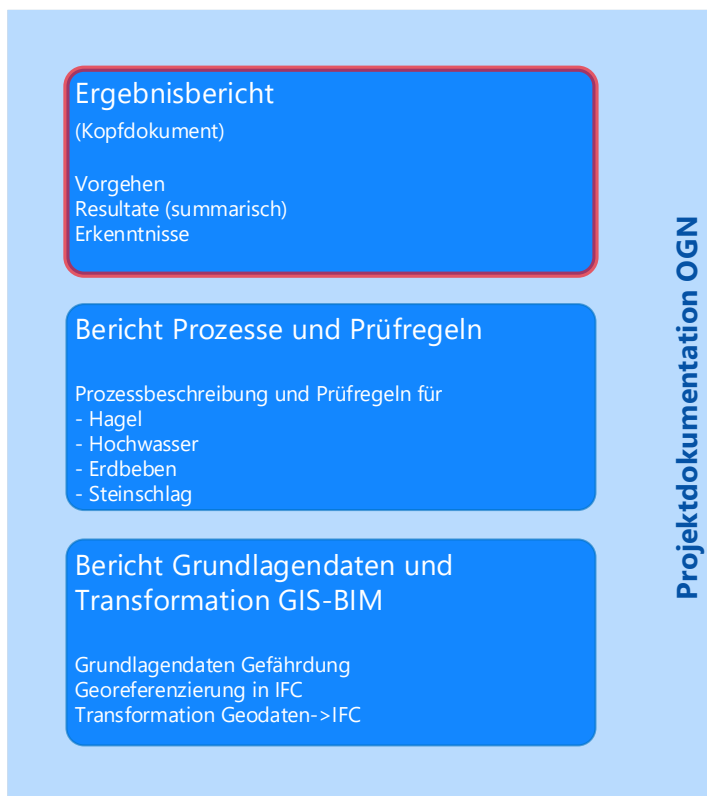 Ergebnisbericht
(Kopfdokument)
Vorgehen
Resultate (summarisch)
Erkenntnisse
Bericht Prozesse und Prüfregeln
Prozessbeschreibung und Prüfregeln für
- Hagel
- Hochwasser
- Erdbeben
- Steinschlag
Bericht Grundlagendaten und
Transformation GIS-BIM
Grundlagendaten Gefährdung
Georeferenzierung in IFC
Transformation Geodaten->IFC
Projektdokumentation OGN